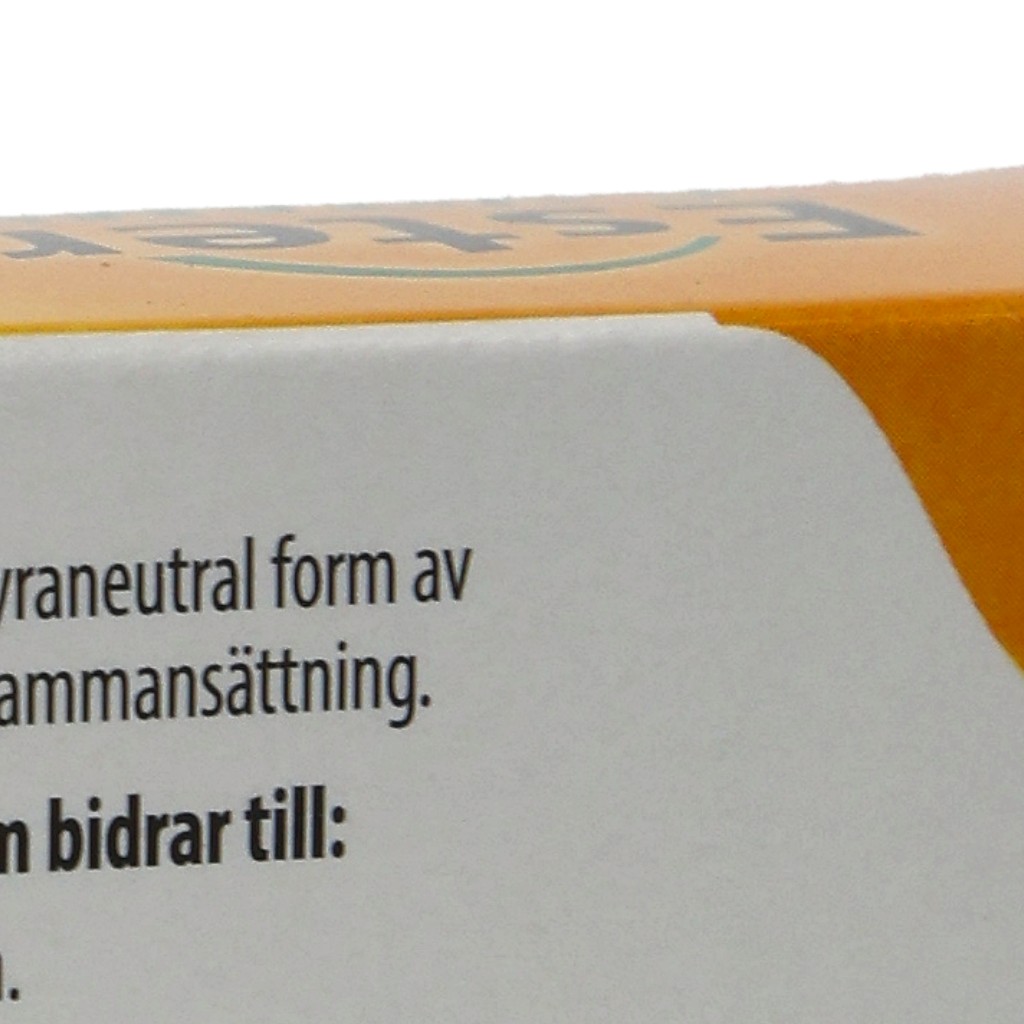 yraneutral form av
ammansättning.
m bidrar till: